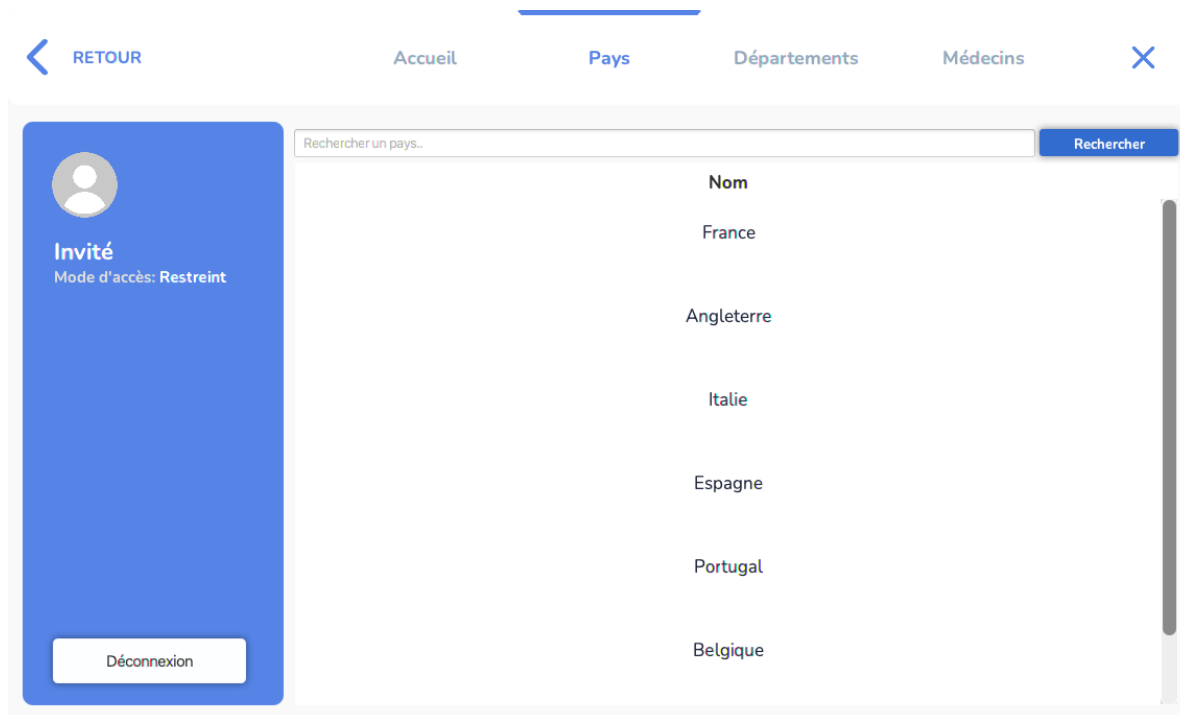 RETOUR Accueil Pays Départements Médecins
Rechercher un pays.. Rechercher
Invité
Mode d'accès: Restreint
Déconnexion
Nom
France
Angleterre
Italie
Espagne
Portugal
Belgique